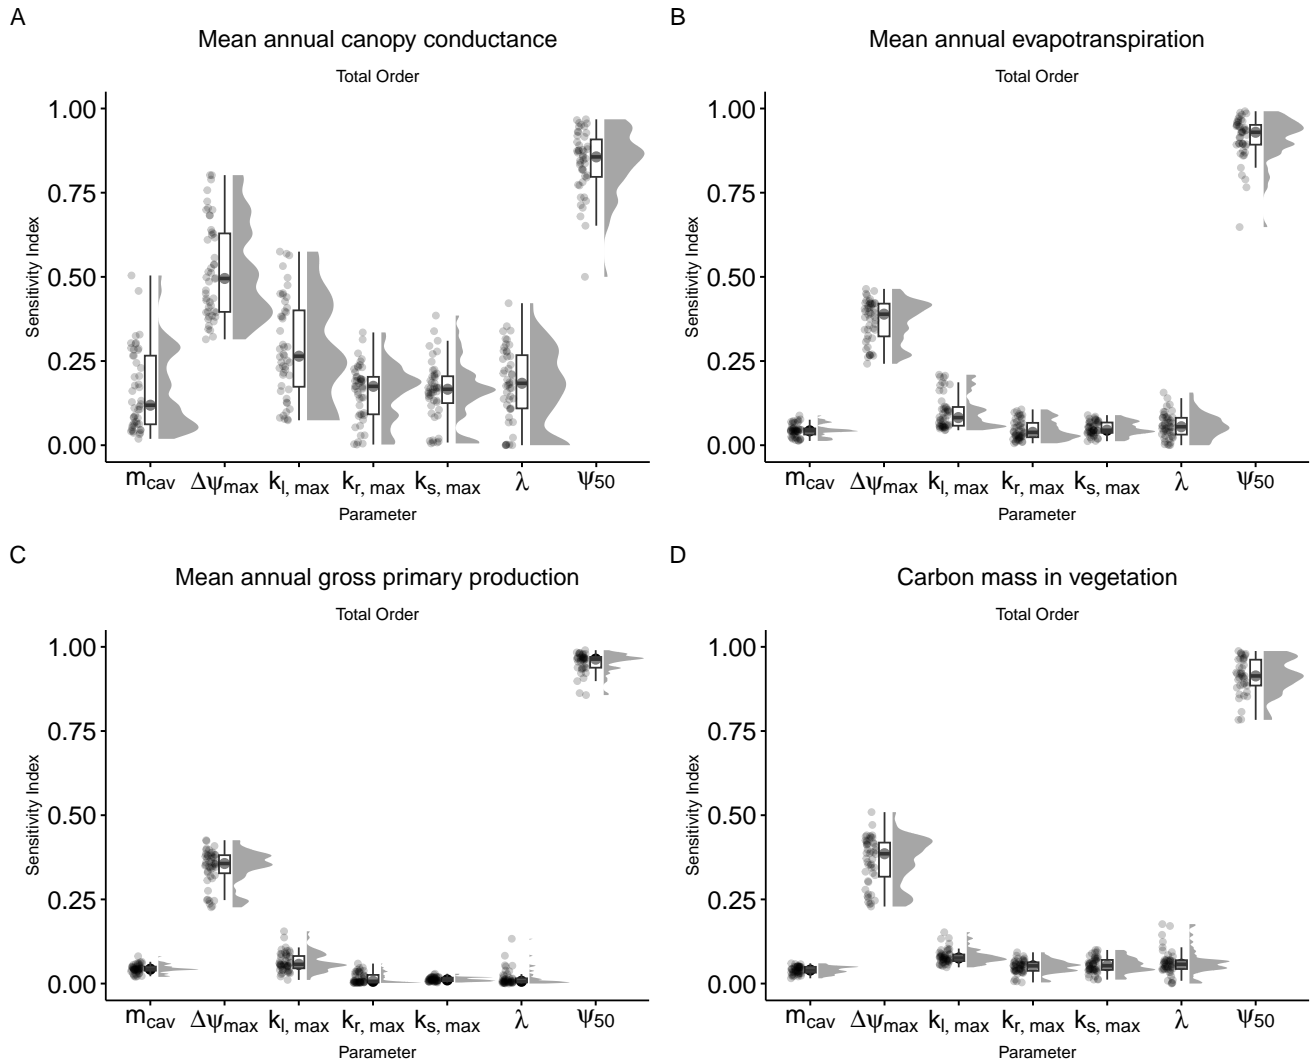 A
Mean annual canopy conductance
Total Order
1.00
0.75
0.50
0.25
0.00
Sensitivity Index
mcav Δψmax kl, max kr, max ks, max λ ψ50
Parameter
B
Mean annual evapotranspiration
Total Order
1.00
0.75
0.50
0.25
0.00
Sensitivity Index
mcav Δψmax kl, max kr, max ks, max λ ψ50
Parameter
C
Mean annual gross primary production
Total Order
1.00
0.75
0.50
0.25
0.00
Sensitivity Index
mcav Δψmax kl, max kr, max ks, max λ ψ50
Parameter
D
Carbon mass in vegetation
Total Order
1.00
0.75
0.50
0.25
0.00
Sensitivity Index
mcav Δψmax kl, max kr, max ks, max λ ψ50
Parameter